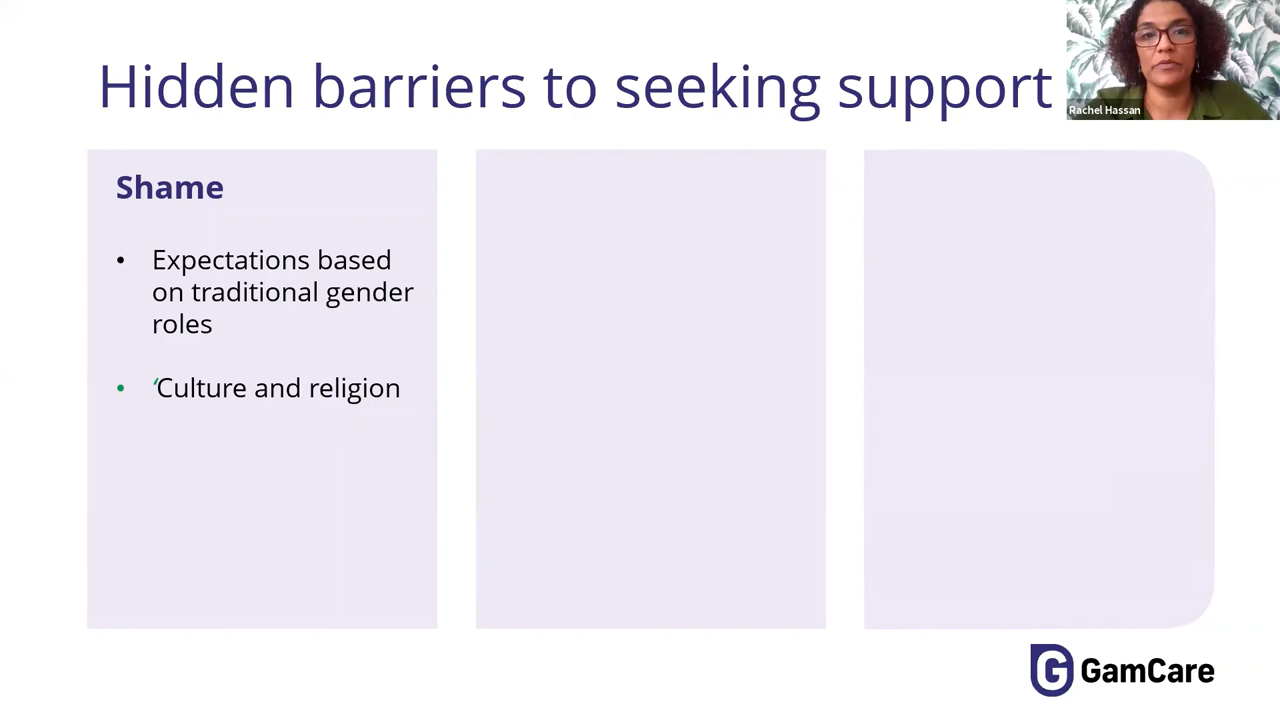 Hidden barriers to seeking support
Rachel Hassan
Shame
• Expectations based
on traditional gender
roles
• ‘Culture and religion
GamCare